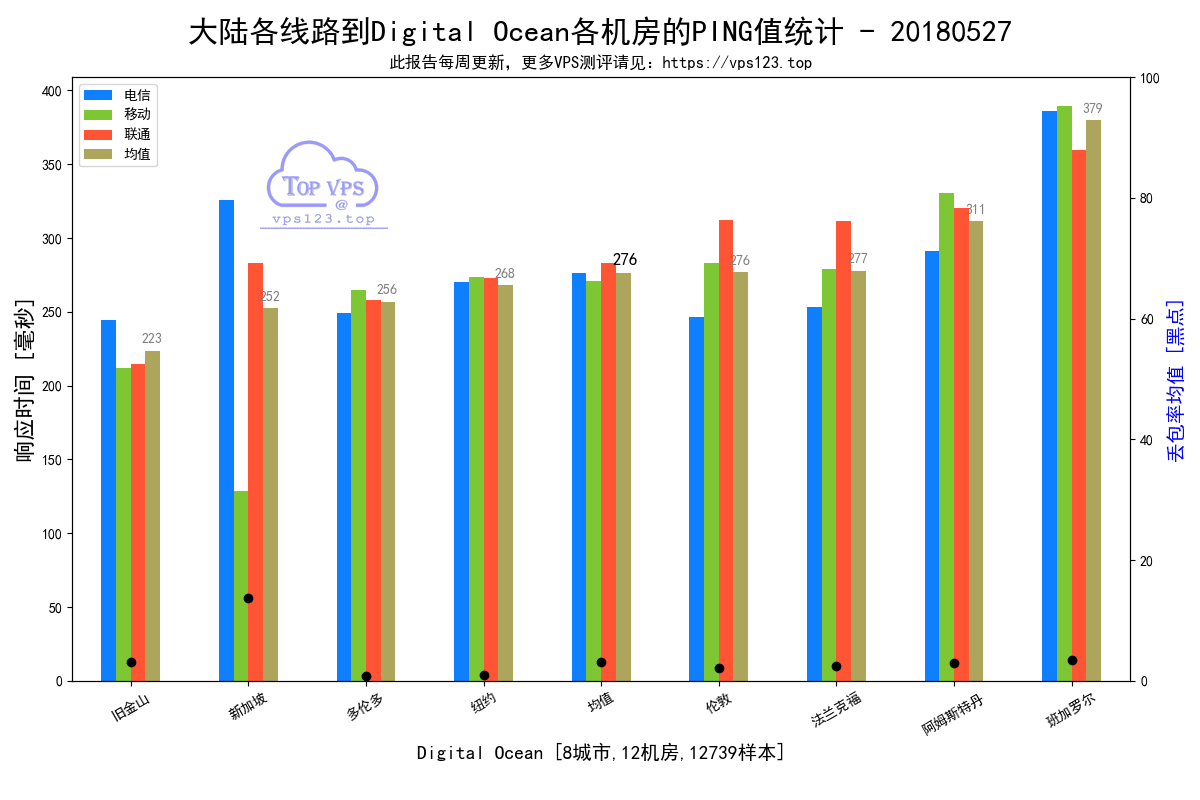 大陆各线路到Digital Ocean各机房的PING值统计 - 20180527
此报告每周更新，更多VPS测评请见：https://vps123.top
电信
移动
联通
均值
TOP VPS
@
vps123.top
响应时间 [毫秒]
400
350
300
250
200
150
100
50
0
223
252
256
268
276
276
277
311
379
100
80
60
40
20
0
丢包率均值 [黑点]
旧金山
新加坡
多伦多
纽约
均值
伦敦
法兰克福
阿姆斯特丹
班加罗尔
Digital Ocean [8城市,12机房,12739样本]